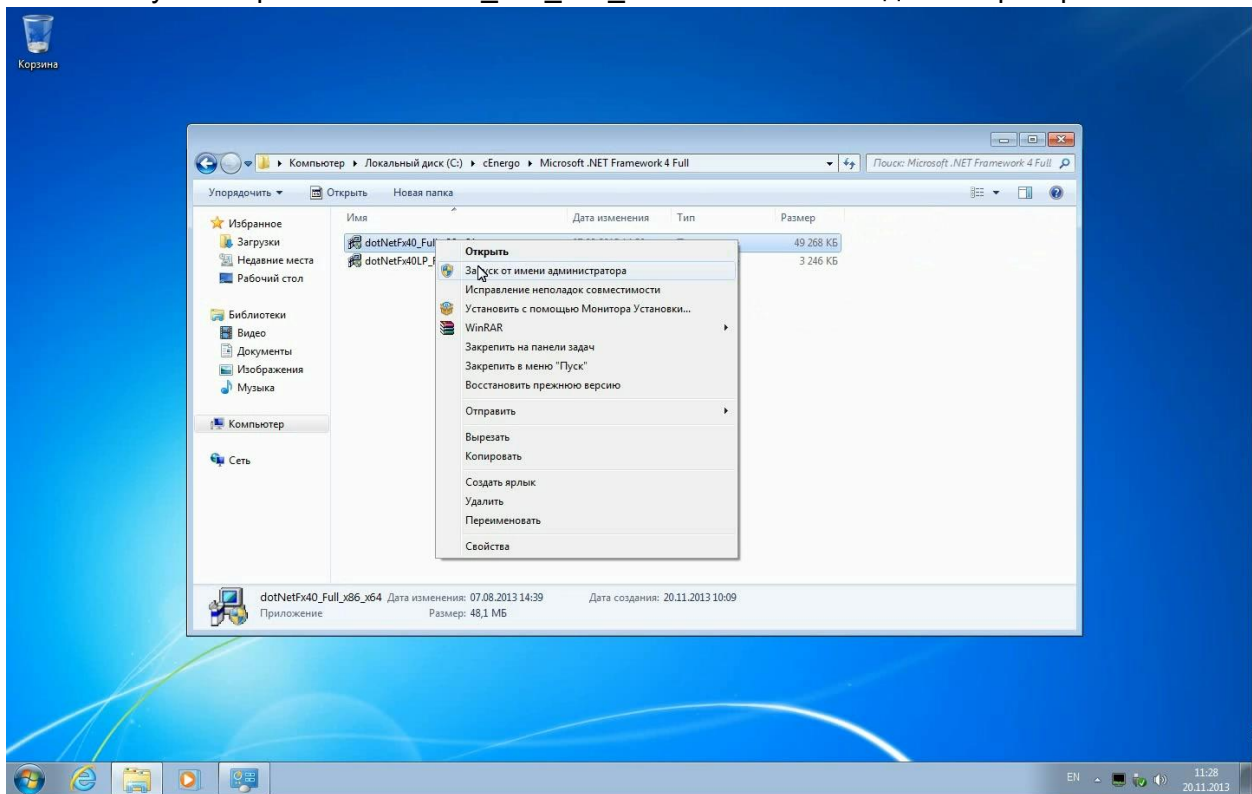 Корзина
Компьютер ▸ Локальный диск (C:) ▸ cEnergo ▸ Microsoft .NET Framework 4 Full
Поиск: Microsoft .NET Framework 4 Full
Упорядочить Открыть Новая папка
Избранное
Загрузки
Недавние места
Рабочий стол
Библиотеки
Видео
Документы
Изображения
Музыка
Компьютер
Сеть
Имя Дата изменения Тип Размер
dotNetFx40_Ful 49 268 КБ
dotNetFx40LP_F 3 246 КБ
Открыть
Запуск от имени администратора
Исправление неполадок совместимости
Установить с помощью Монитора Установки...
WinRAR
Закрепить на панели задач
Закрепить в меню "Пуск"
Восстановить прежнюю версию
Отправить
Вырезать
Копировать
Создать ярлык
Удалить
Переименовать
Свойства
dotNetFx40_Full_x86_x64 Дата изменения: 07.08.2013 14:39 Дата создания: 20.11.2013 10:09
Приложение Размер: 48,1 МБ
EN 11:28
20.11.2013